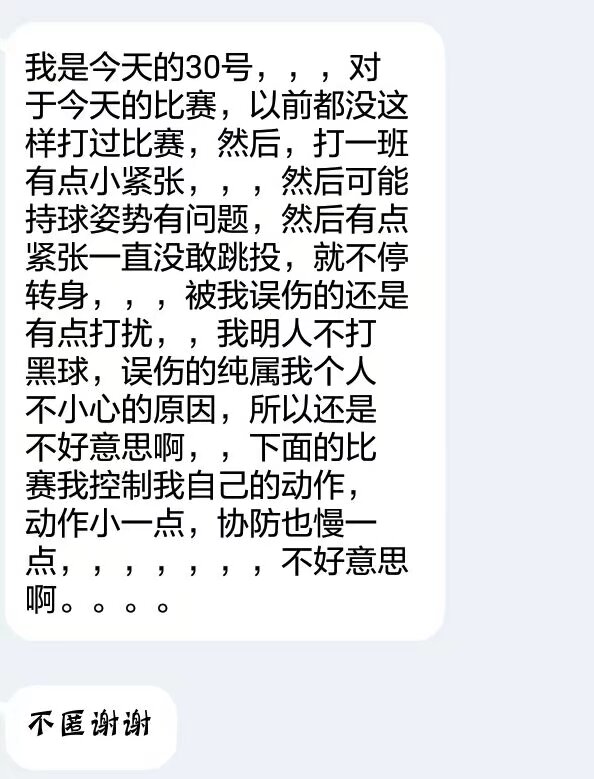 我是今天的30号，，，对
于今天的比赛，以前都没这
样打过比赛，然后，打一班
有点小紧张，，，然后可能
持球姿势有问题，然后有点
紧张一直没敢跳投，就不停
转身，，，被我误伤的还是
有点打扰，，我明人不打
黑球，误伤的纯属我个人
不小心的原因，所以还是
不好意思啊，，下面的比
赛我控制我自己的动作，
动作小一点，协防也慢一
点，，，，，，，不好意思
啊。。。。
不匿谢谢